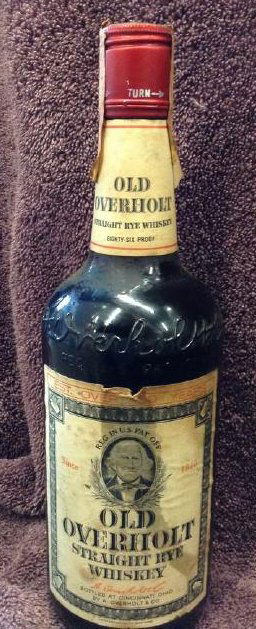 TURN→
OLD
OVERHOLT
STRAIGHT RYE WHISKEY
EIGHTY-SIX PROOF
Overholt
REG IN U.S. PAT. OFF.
Since 1810
OLD
OVERHOLT
STRAIGHT RYE
WHISKEY
BOTTLED AT CINCINNATI, OHIO
BY A. OVERHOLT & CO.